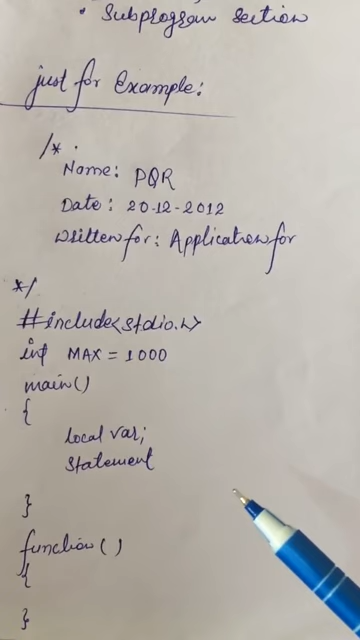 • Subprogram section
just for Example:
/*
Name: PQR
Date: 20-12-2012
written for: Application for
*/
#include<stdio.h>
int MAX = 1000
main()
{
local var;
statement
}
function()
{
}